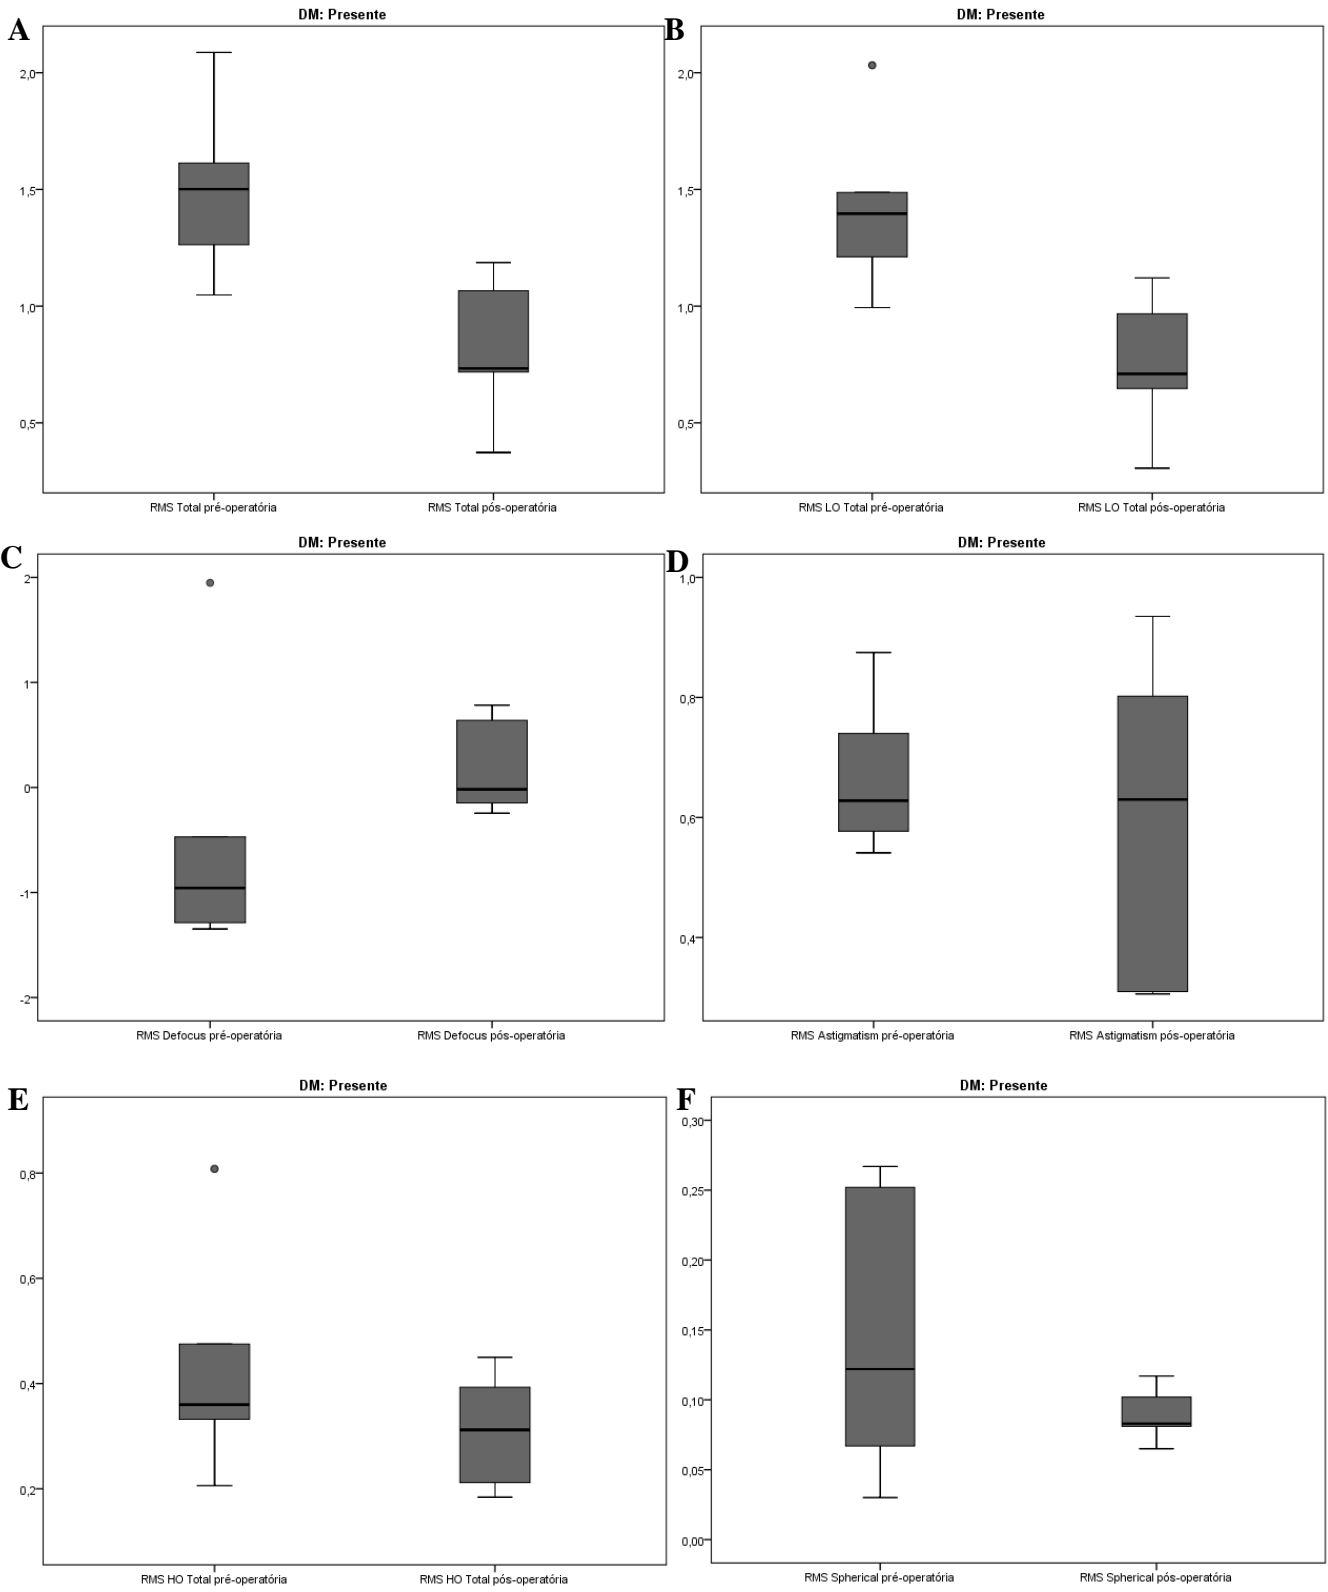 A
DM: Presente
2,0
1,5
1,0
0,5
RMS Total pré-operatória
RMS Total pós-operatória
B
DM: Presente
2,0
1,5
1,0
0,5
RMS LO Total pré-operatória
RMS LO Total pós-operatória
C
DM: Presente
2
1
0
-1
-2
RMS Defocus pré-operatória
RMS Defocus pós-operatória
D
DM: Presente
1,0
0,8
0,6
0,4
RMS Astigmatism pré-operatória
RMS Astigmatism pós-operatória
E
DM: Presente
0,8
0,6
0,4
0,2
RMS HO Total pré-operatória
RMS HO Total pós-operatória
F
DM: Presente
0,30
0,25
0,20
0,15
0,10
0,05
0,00
RMS Spherical pré-operatória
RMS Spherical pós-operatória